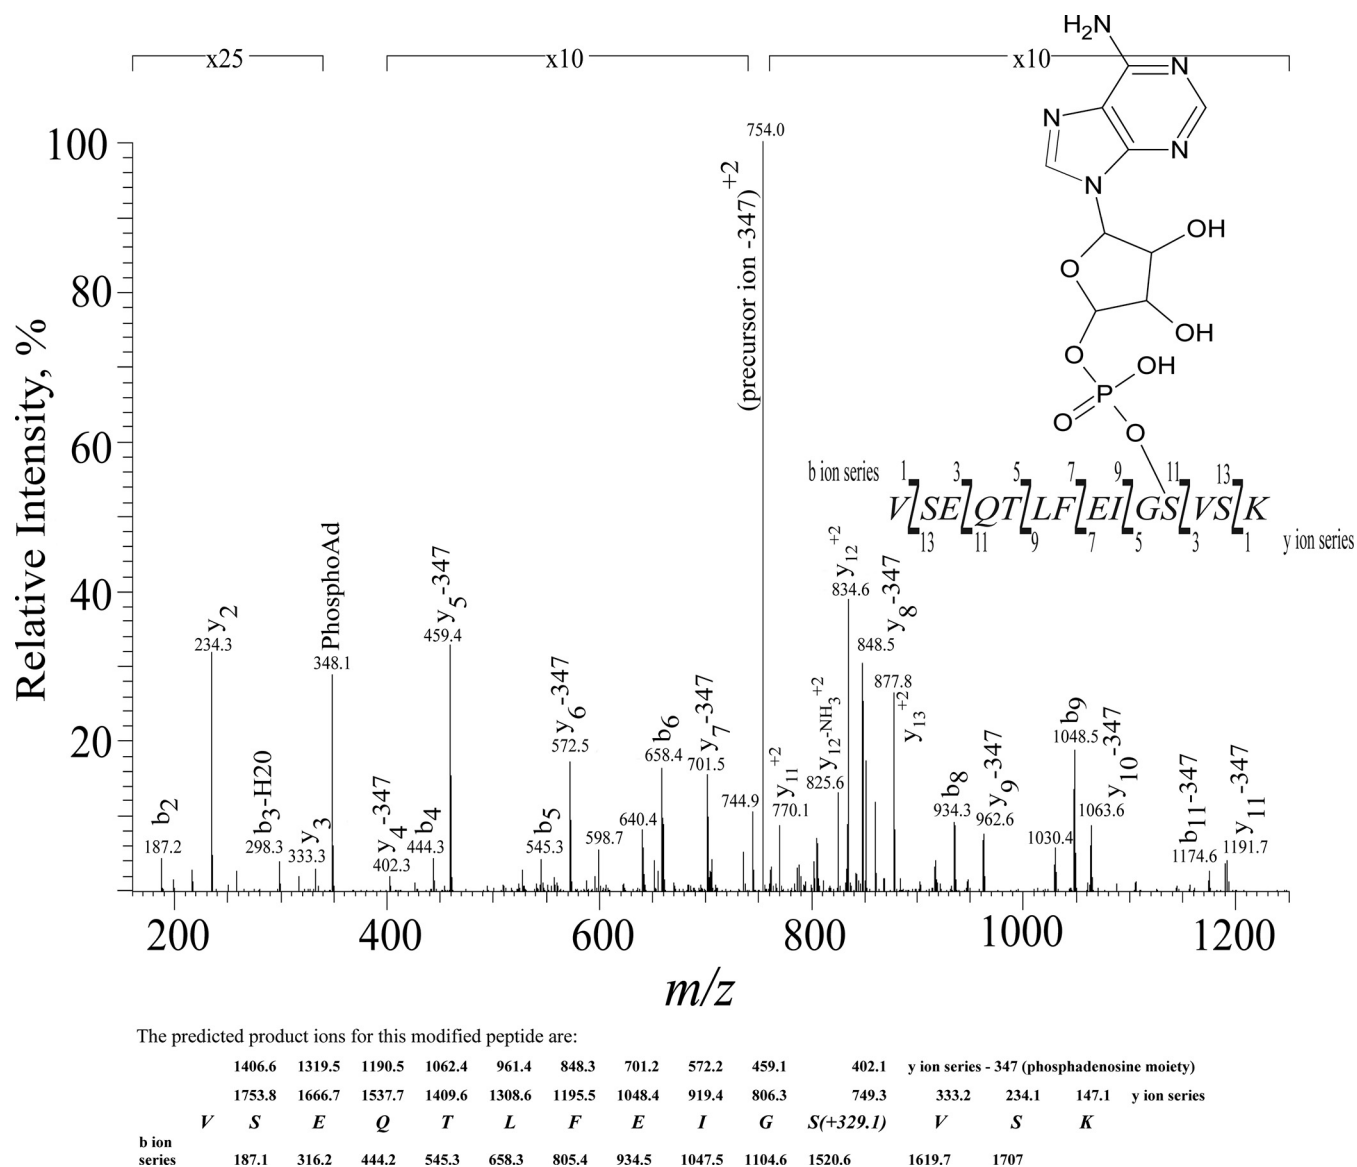 x25
x10
x10
H2N
N
N
N
N
N
O
OH
OH
O
OH
P
O
O
Relative Intensity, %
100
80
60
40
20
754.0
(precursor ion -347)+2
b ion series 1 3 5 7 9 11 13
VSEQTLFEIGSVSK
13 11 9 7 5 3 1 y ion series
b2
187.2
y2
234.3
b3-H20
298.3
y3
333.3
PhosphoAd
348.1
y4-347
402.3
b4
444.3
y5-347
459.4
b5
545.3
y6-347
572.5
598.7
640.4
b6
658.4
y7-347
701.5
744.9
y11+2
770.1
y12-NH3+2
825.6
y12+2
834.6
848.5
y8-347
877.8
y13+2
b8
934.3
y9-347
962.6
1030.4
b9
1048.5
y10-347
1063.6
b11-347
1174.6
y11-347
1191.7
200 400 600 800 1000 1200
m/z
The predicted product ions for this modified peptide are:
1406.6 1319.5 1190.5 1062.4 961.4 848.3 701.2 572.2 459.1 402.1 y ion series - 347 (phosphadenosine moiety)
1753.8 1666.7 1537.7 1409.6 1308.6 1195.5 1048.4 919.4 806.3 749.3 333.2 234.1 147.1 y ion series
V S E Q T L F E I G S(+329.1) V S K
b ion
series 187.1 316.2 444.2 545.3 658.3 805.4 934.5 1047.5 1104.6 1520.6 1619.7 1707